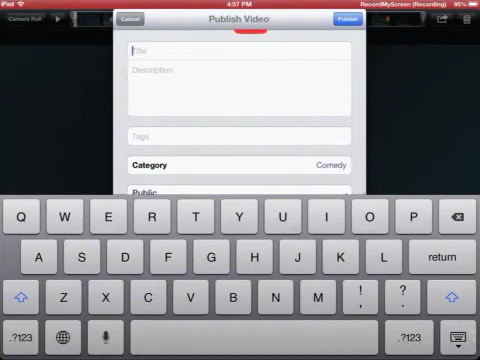 iPad 4:57 PM RecordMyScreen (Recording) 95%
Camera Roll Cancel Publish Video Publish
Title
Description
Tags
Category Comedy
Public
Q W E R T Y U I O P
A S D F G H J K L return
Z X C V B N M ! , ? .
.?123 .?123